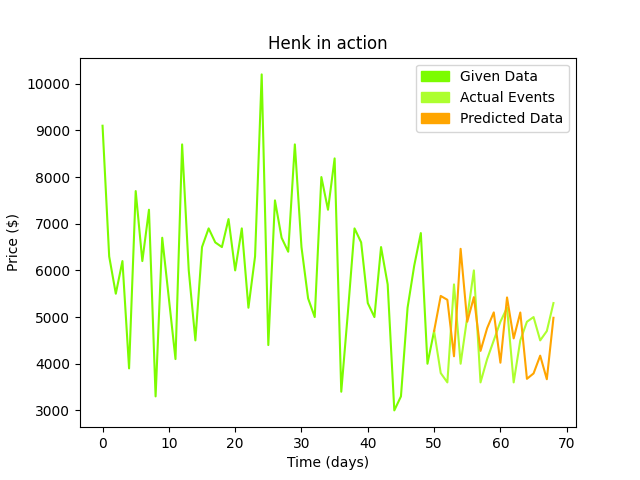 Henk in action
Given Data
Actual Events
Predicted Data
Price ($)
10000
9000
8000
7000
6000
5000
4000
3000
0 10 20 30 40 50 60 70
Time (days)